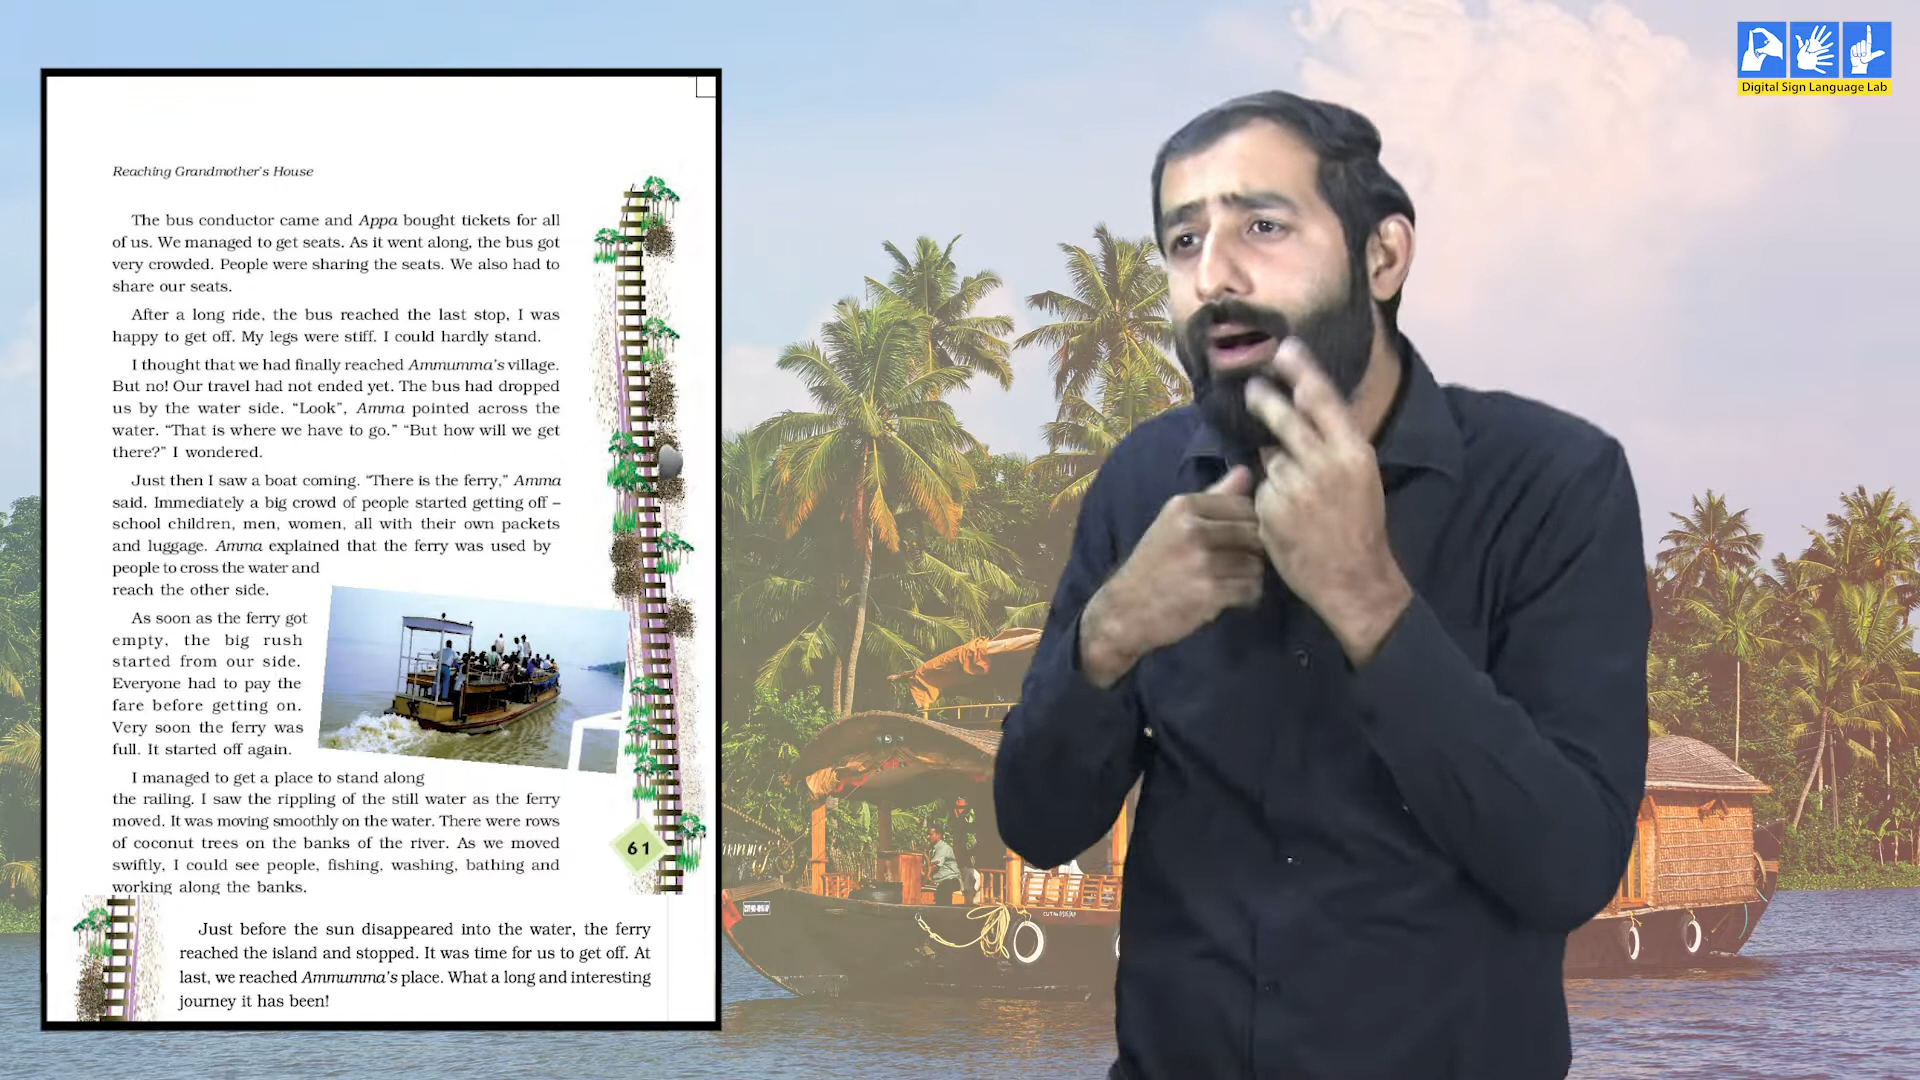 Digital Sign Language Lab
Reaching Grandmother's House
The bus conductor came and Appa bought tickets for all
of us. We managed to get seats. As it went along, the bus got
very crowded. People were sharing the seats. We also had to
share our seats.
After a long ride, the bus reached the last stop, I was
happy to get off. My legs were stiff. I could hardly stand.
I thought that we had finally reached Ammumma's village.
But no! Our travel had not ended yet. The bus had dropped
us by the water side. “Look”, Amma pointed across the
water. “That is where we have to go.” “But how will we get
there?” I wondered.
Just then I saw a boat coming. “There is the ferry,” Amma
said. Immediately a big crowd of people started getting off –
school children, men, women, all with their own packets
and luggage. Amma explained that the ferry was used by
people to cross the water and
reach the other side.
As soon as the ferry got
empty, the big rush
started from our side.
Everyone had to pay the
fare before getting on.
Very soon the ferry was
full. It started off again.
I managed to get a place to stand along
the railing. I saw the rippling of the still water as the ferry
moved. It was moving smoothly on the water. There were rows
of coconut trees on the banks of the river. As we moved
swiftly, I could see people, fishing, washing, bathing and
working along the banks.
61
Just before the sun disappeared into the water, the ferry
reached the island and stopped. It was time for us to get off. At
last, we reached Ammumma's place. What a long and interesting
journey it has been!